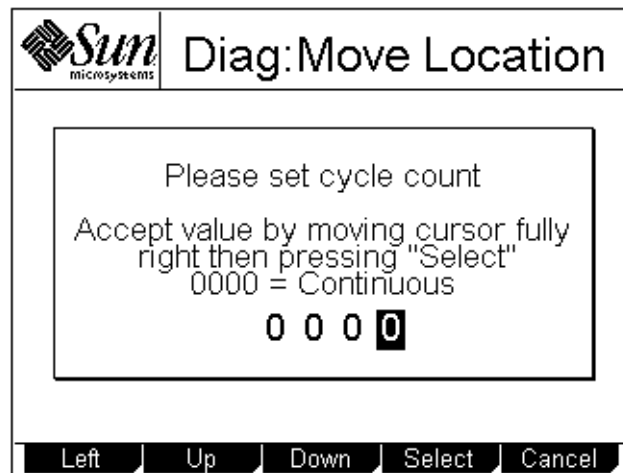 Sun
microsystems
Diag:Move Location
Please set cycle count
Accept value by moving cursor fully
right then pressing "Select"
0000 = Continuous
0 0 0 0
Left Up Down Select Cancel